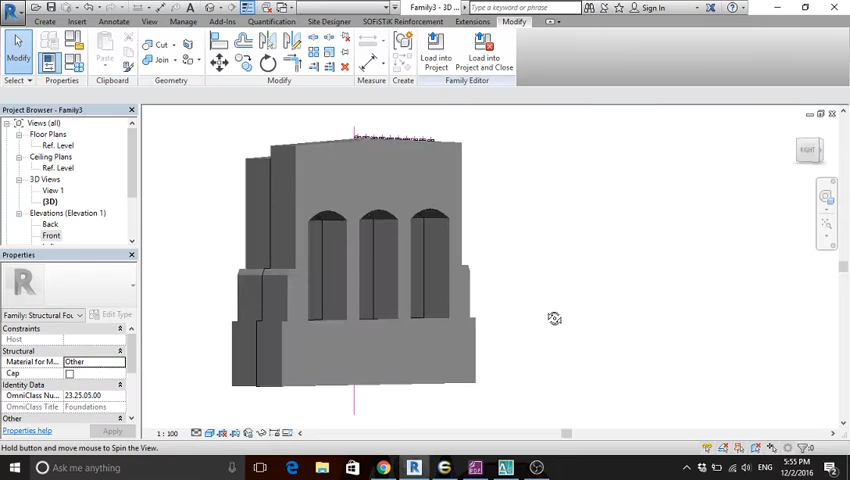 Family3 - 3D
Type a keyword or phrase
Sign In
Create
Insert
Annotate
View
Manage
Add-Ins
Quantification
Site Designer
SOFiSTiK Reinforcement
Extensions
Modify
Modify
Paste
Cut
Join
Load into Project
Load into Project and Close
Select
Properties
Clipboard
Geometry
Modify
Measure
Create
Family Editor
Project Browser - Family3
Views (all)
Floor Plans
Ref. Level
Ceiling Plans
Ref. Level
3D Views
View 1
(3D)
Elevations (Elevation 1)
Back
Front
Properties
R
Family: Structural Fou
Edit Type
Constraints
Host
Structural
Material for M...
Other
Cap
Identity Data
OmniClass Nu...
23.25.05.00
OmniClass Title
Foundations
Other
Properties help
Apply
RIGHT
1 : 100
Hold button and move mouse to Spin the View.
:0
Ask me anything
ENG
5:55 PM
12/2/2016